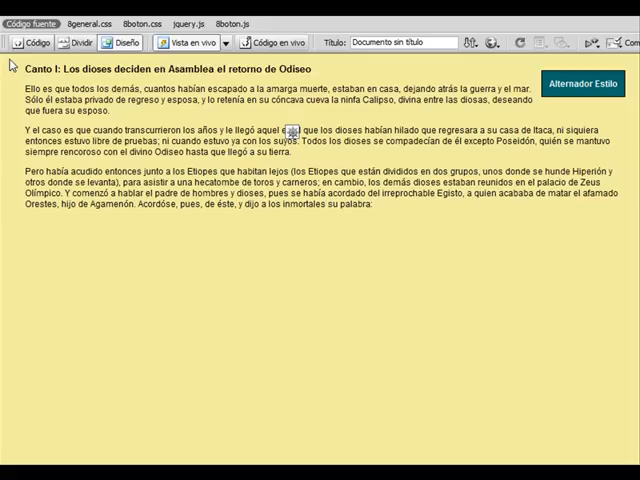 Código fuente 8general.css 8boton.css jquery.js 8boton.js
Código Dividir Diseño Vista en vivo Código en vivo Título: Documento sin título Com
Canto I: Los dioses deciden en Asamblea el retorno de Odiseo
Alternador Estilo
Ello es que todos los demás, cuantos habían escapado a la amarga muerte, estaban en casa, dejando atrás la guerra y el mar.
Sólo él estaba privado de regreso y esposa, y lo retenía en su cóncava cueva la ninfa Calipso, divina entre las diosas, deseando
que fuera su esposo.
Y el caso es que cuando transcurrieron los años y le llegó aquel que los dioses habían hilado que regresara a su casa de Itaca, ni siquiera
entonces estuvo libre de pruebas; ni cuando estuvo ya con los suyos. Todos los dioses se compadecían de él excepto Poseidón, quién se mantuvo
siempre rencoroso con el divino Odiseo hasta que llegó a su tierra.
Pero había acudido entonces junto a los Etiopes que habitan lejos (los Etiopes que están divididos en dos grupos, unos donde se hunde Hiperión y
otros donde se levanta), para asistir a una hecatombe de toros y carneros; en cambio, los demás dioses estaban reunidos en el palacio de Zeus
Olímpico. Y comenzó a hablar el padre de hombres y dioses, pues se había acordado del irreprochable Egisto, a quien acababa de matar el afamado
Orestes, hijo de Agamenón. Acordóse, pues, de éste, y dijo a los inmortales su palabra: